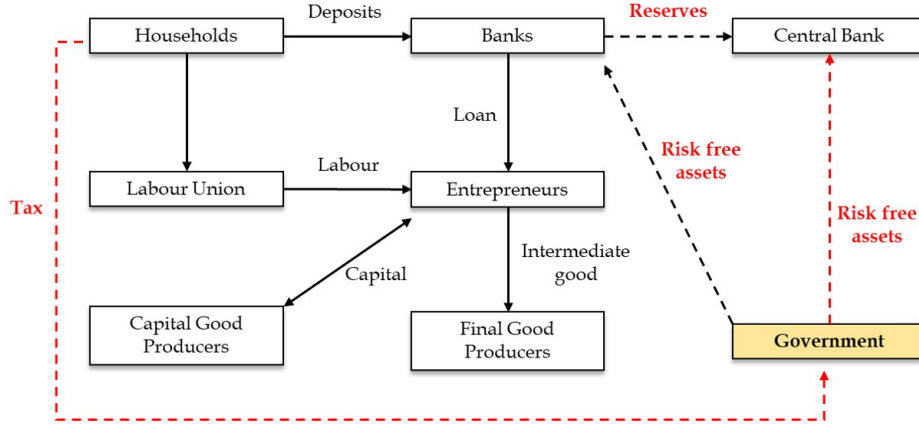 Deposits
Reserves
Households
Banks
Central Bank
Loan
Risk free
assets
Labour
Labour Union
Entrepreneurs
Tax
Risk free
assets
Intermediate
good
Capital
Capital Good
Producers
Final Good
Producers
Government